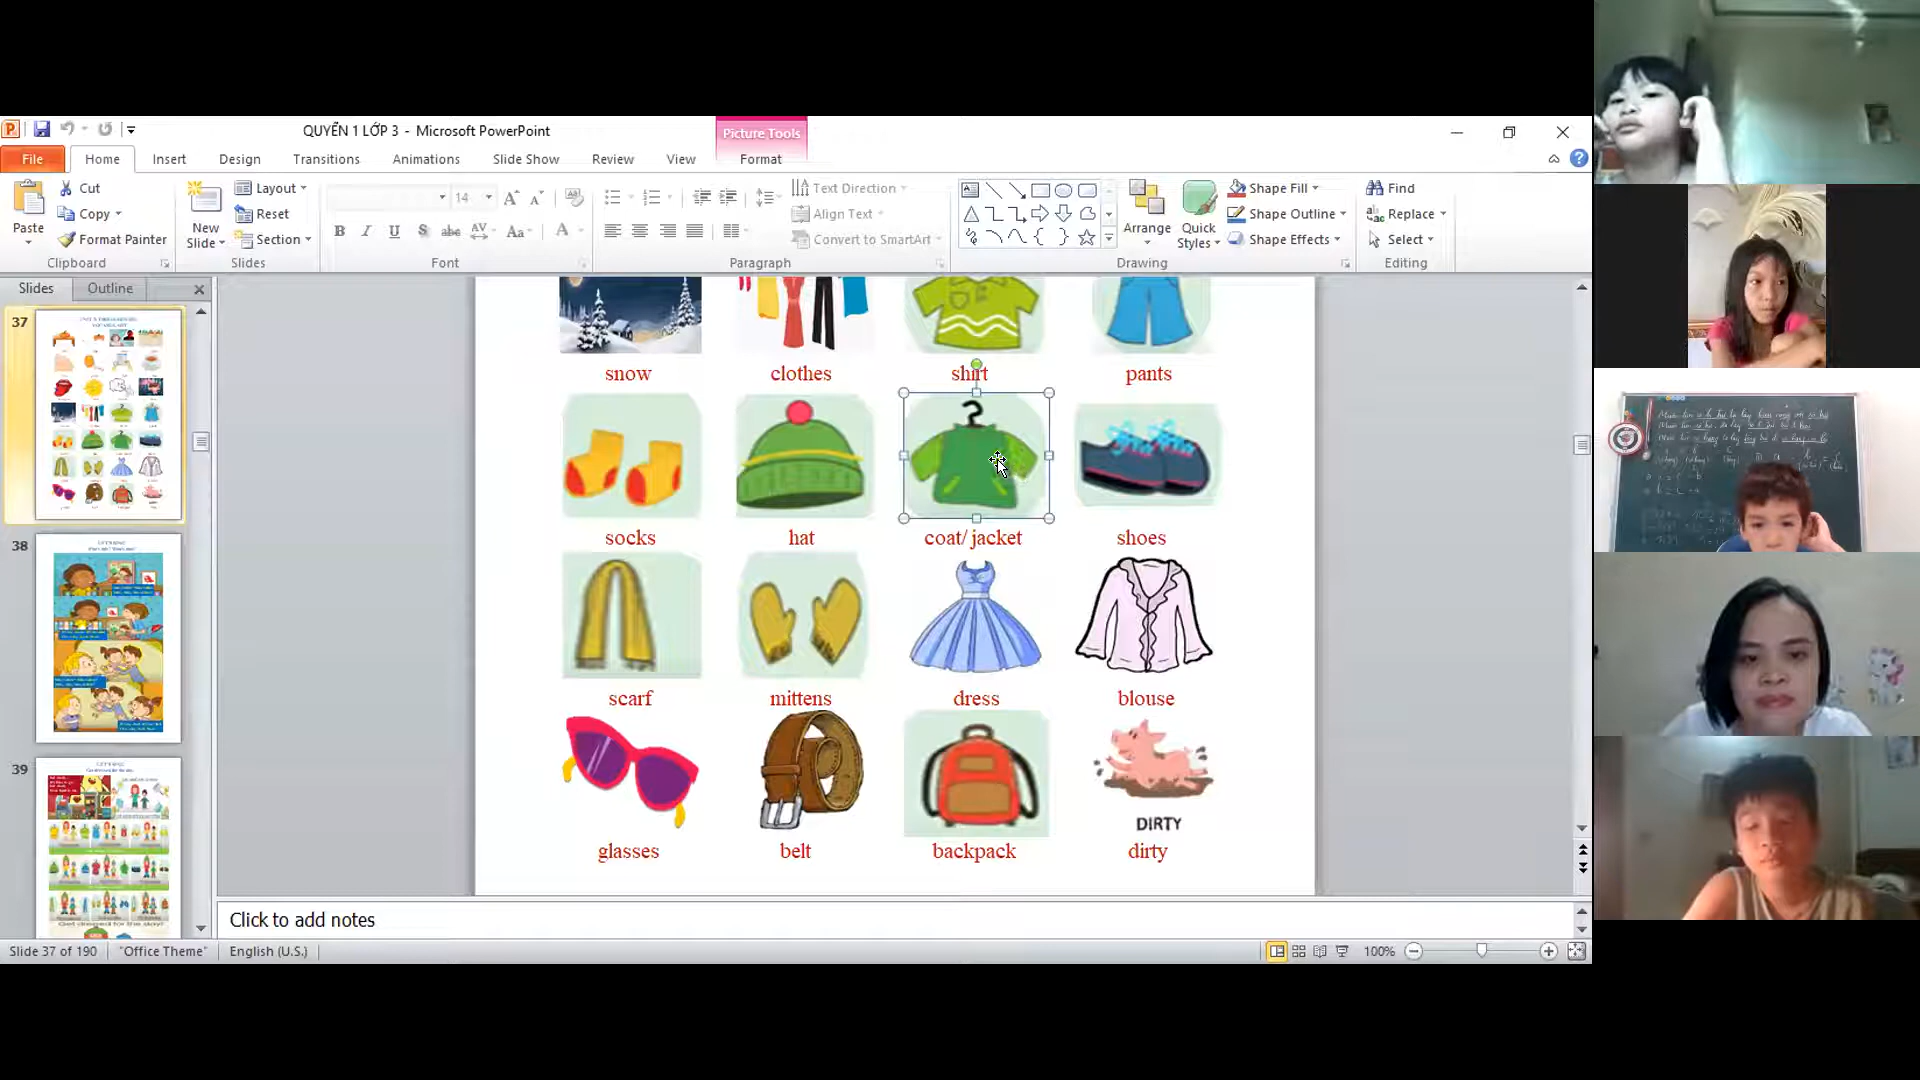 QUYỂN 1 LỚP 3 - Microsoft PowerPoint
Picture Tools
File Home Insert Design Transitions Animations Slide Show Review View Format
Paste
Cut
Copy
Format Painter
Clipboard
New Slide
Layout
Reset
Section
Slides
14
Font
Text Direction
Align Text
Convert to SmartArt
Paragraph
Arrange
Quick Styles
Shape Fill
Shape Outline
Shape Effects
Drawing
Find
Replace
Select
Editing
Slides Outline
37
38
39
snow clothes shirt pants
socks hat coat/ jacket shoes
scarf mittens dress blouse
DIRTY
glasses belt backpack dirty
Click to add notes
Slide 37 of 190 "Office Theme" English (U.S.) 100%